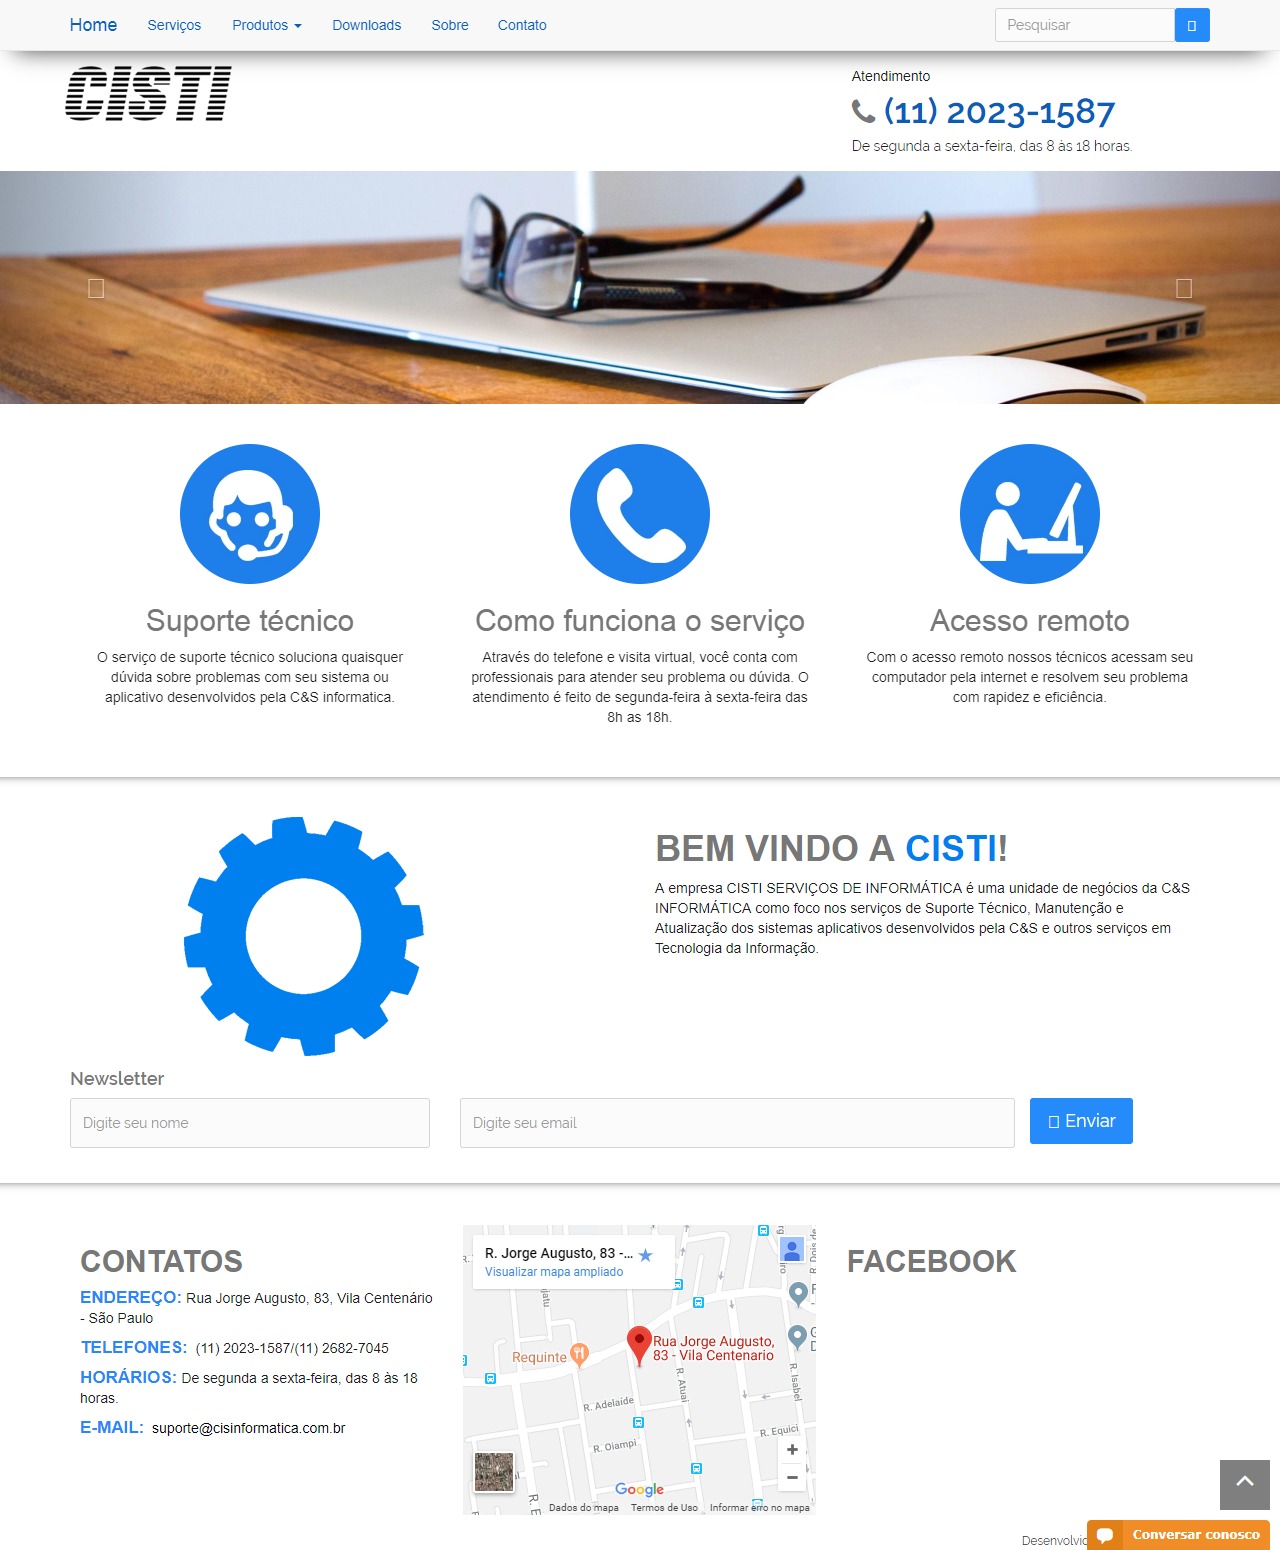 Home Serviços Produtos Downloads Sobre Contato Pesquisar
CISTI
Atendimento
(11) 2023-1587
De segunda a sexta-feira, das 8 às 18 horas.
Suporte técnico
O serviço de suporte técnico soluciona quaisquer
dúvida sobre problemas com seu sistema ou
aplicativo desenvolvidos pela C&S informatica.
Como funciona o serviço
Através do telefone e visita virtual, você conta com
professionais para atender seu problema ou dúvida. O
atendimento é feito de segunda-feira à sexta-feira das
8h as 18h.
Acesso remoto
Com o acesso remoto nossos técnicos acessam seu
computador pela internet e resolvem seu problema
com rapidez e eficiência.
BEM VINDO A CISTI!
A empresa CISTI SERVIÇOS DE INFORMÁTICA é uma unidade de negócios da C&S
INFORMÁTICA como foco nos serviços de Suporte Técnico, Manutenção e
Atualização dos sistemas aplicativos desenvolvidos pela C&S e outros serviços em
Tecnologia da Informação.
Newsletter
Digite seu nome Digite seu email Enviar
CONTATOS
ENDEREÇO: Rua Jorge Augusto, 83, Vila Centenário
- São Paulo
TELEFONES: (11) 2023-1587/(11) 2682-7045
HORÁRIOS: De segunda a sexta-feira, das 8 às 18
horas.
E-MAIL: suporte@cisinformatica.com.br
R. Jorge Augusto, 83 -...
Visualizar mapa ampliado
Rua Jorge Augusto,
83 - Vila Centenario
Requinte
R. Adelaide
R. Atuaí
R. Isabel
R. Oiampi
R. Equici
Google
Dados do mapa Termos de Uso Informar erro no mapa
FACEBOOK
Conversar conosco